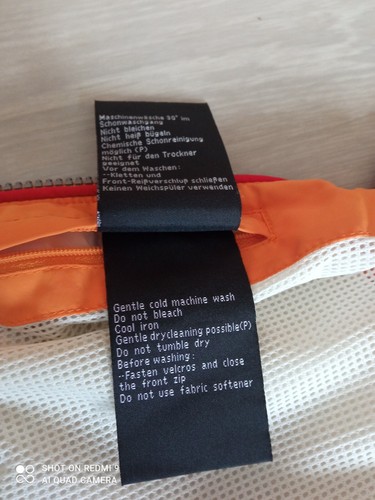 Maschinenwäsche 30° im
Schonwaschgang
Nicht bleichen
Nicht heiß bügeln
Chemische Schonreinigung
möglich (P)
Nicht für den Trockner
geeignet
Vor dem Waschen:
--Kletten und
Front-Reißverschluß schließen
Keinen Weichspüler verwenden
Gentle cold machine wash
Do not bleach
Cool iron
Gentle drycleaning possible(P)
Do not tumble dry
Before washing:
--Fasten velcros and close
the front zip
Do not use fabric softener
SHOT ON REDMI 9
AI QUAD CAMERA